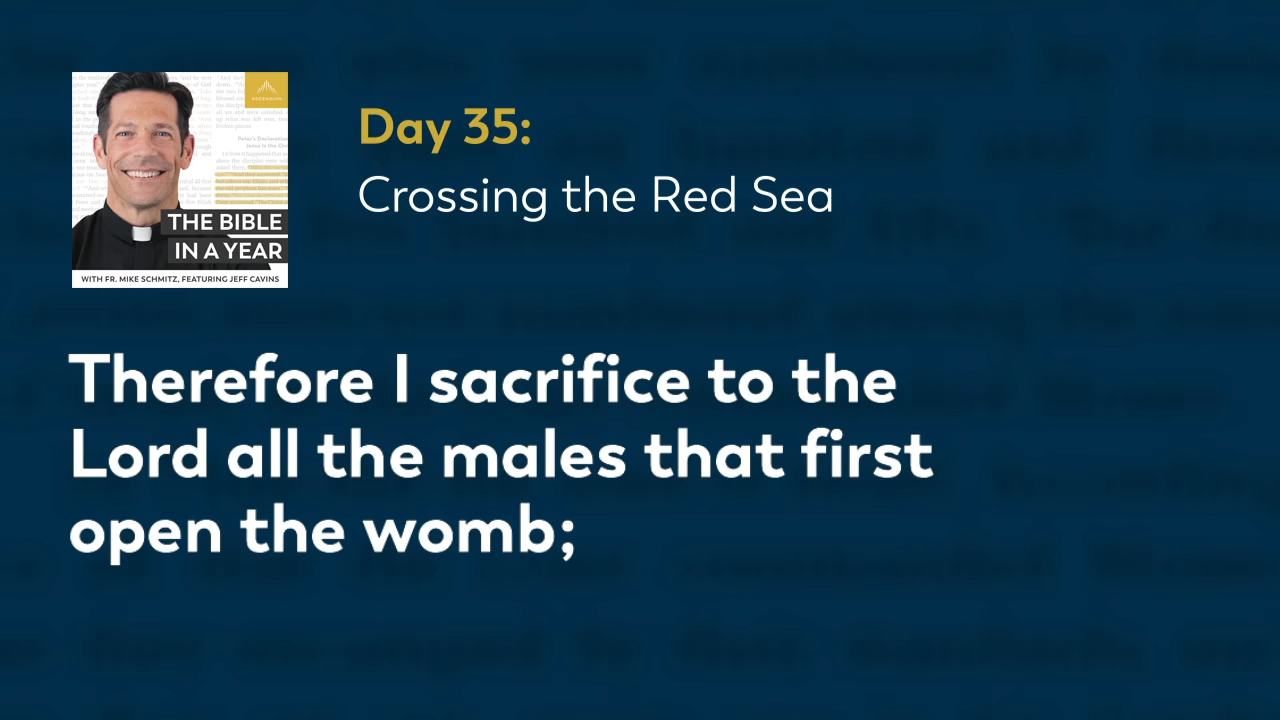 ASCENSION
THE BIBLE
IN A YEAR
WITH FR. MIKE SCHMITZ, FEATURING JEFF CAVINS
Day 35:
Crossing the Red Sea
Therefore I sacrifice to the
Lord all the males that first
open the womb;